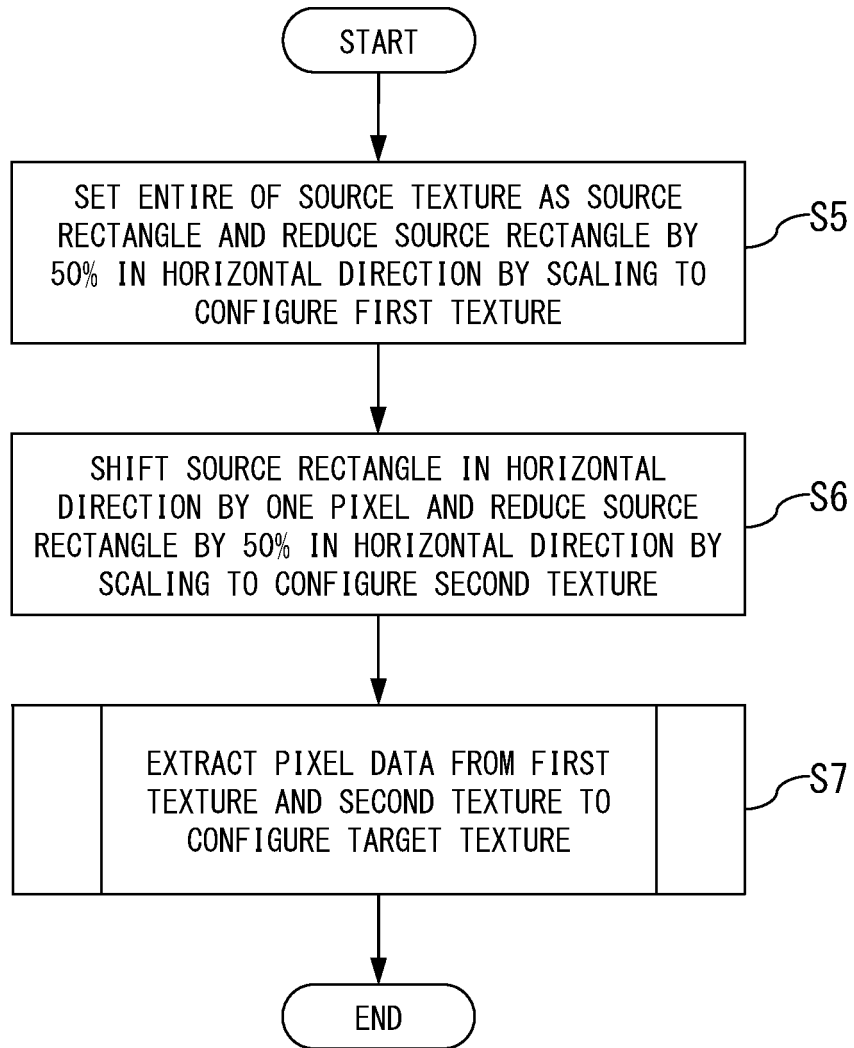 START
SET ENTIRE OF SOURCE TEXTURE AS SOURCE
RECTANGLE AND REDUCE SOURCE RECTANGLE BY
50% IN HORIZONTAL DIRECTION BY SCALING TO
CONFIGURE FIRST TEXTURE
S5
SHIFT SOURCE RECTANGLE IN HORIZONTAL
DIRECTION BY ONE PIXEL AND REDUCE SOURCE
RECTANGLE BY 50% IN HORIZONTAL DIRECTION BY
SCALING TO CONFIGURE SECOND TEXTURE
S6
EXTRACT PIXEL DATA FROM FIRST
TEXTURE AND SECOND TEXTURE TO
CONFIGURE TARGET TEXTURE
S7
END